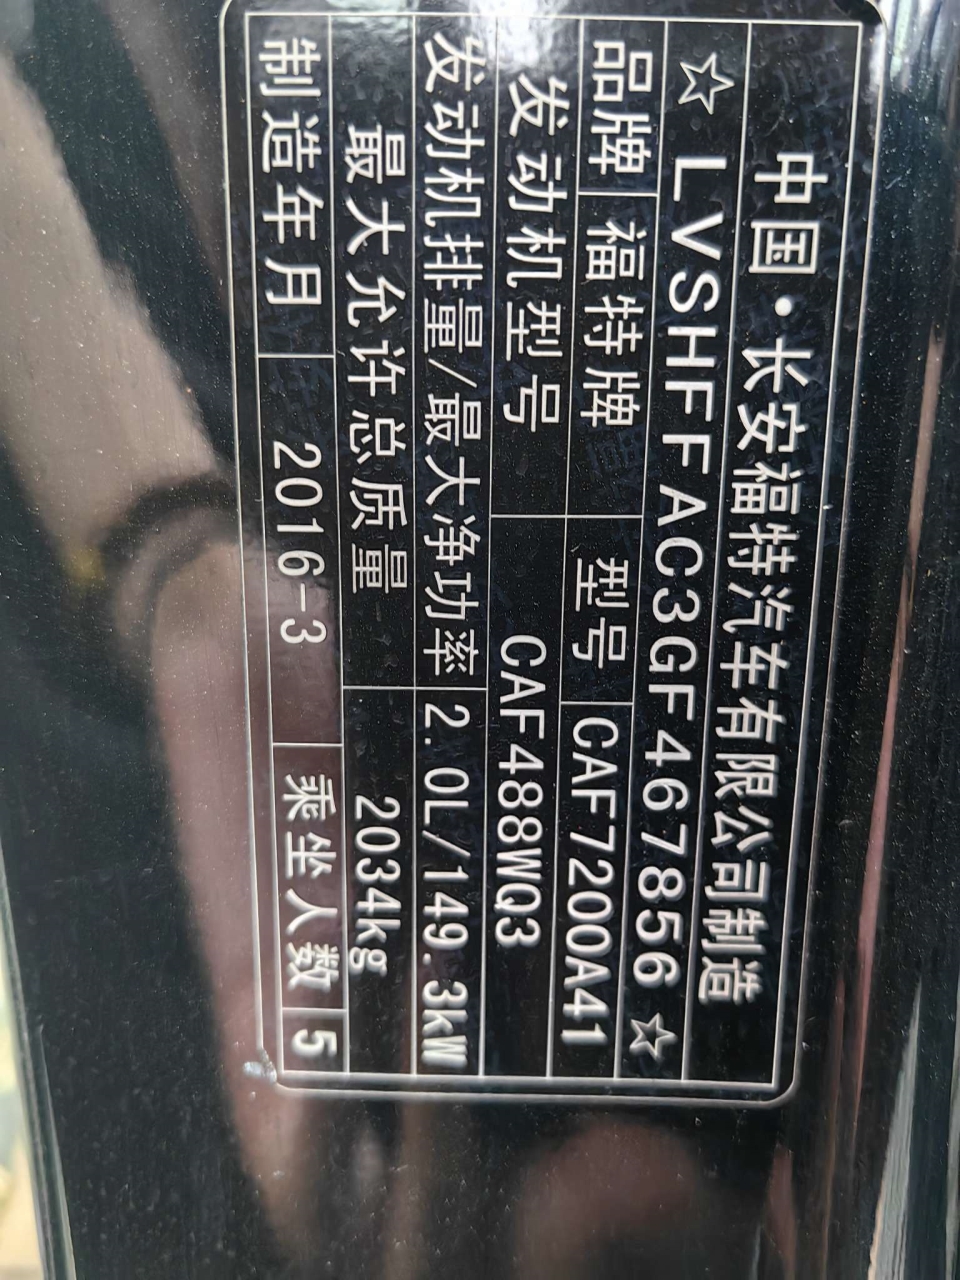 中国·长安福特汽车有限公司制造
☆LVSHFFAC3GF467856☆
品牌 福特牌 型号 CAF7200A41
发动机型号 CAF488WQ3
发动机排量/最大净功率 2.0L/149.3kW
最大允许总质量 2034kg
制造年月 2016-3 乘坐人数 5